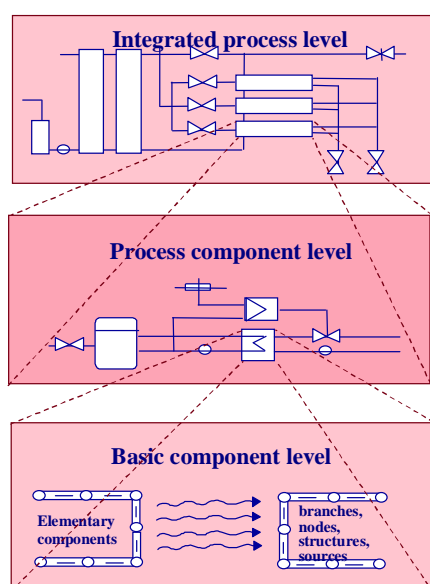 Integrated process level
Process component level
Basic component level
Elementary
components
branches,
nodes,
structures,
sources